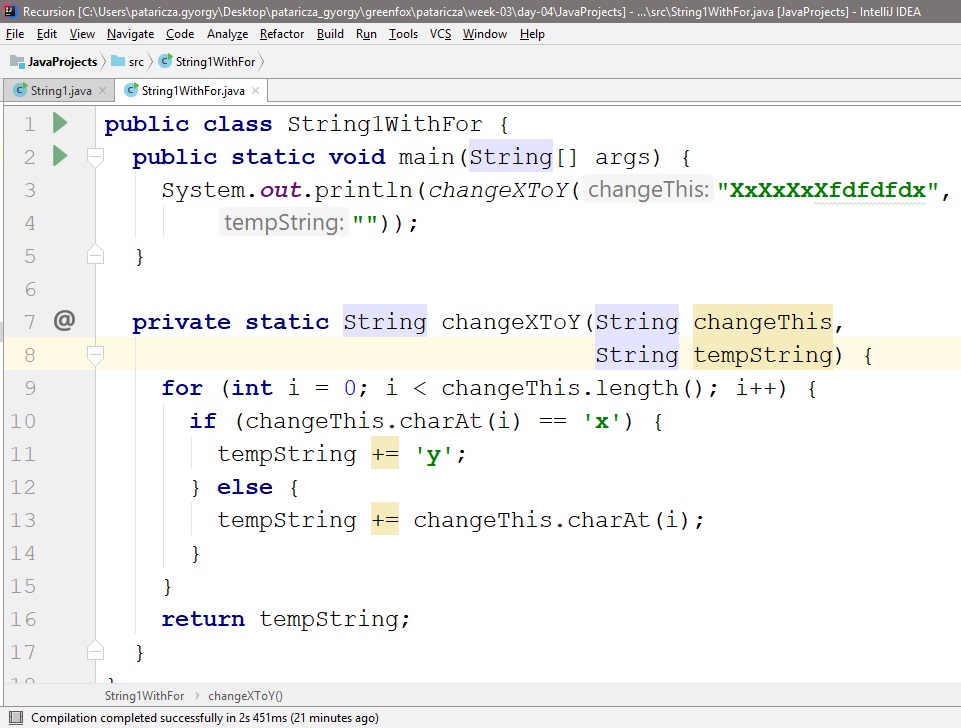 Recursion [C:\Users\pataricza.gyorgy\Desktop\pataricza_gyorgy\greenfox\pataricza\week-03\day-04\JavaProjects] - ...\src\String1WithFor.java [JavaProjects] - IntelliJ IDEA
File Edit View Navigate Code Analyze Refactor Build Run Tools VCS Window Help
JavaProjects src String1WithFor
String1.java String1WithFor.java
1 public class String1WithFor {
2 public static void main(String[] args) {
3 System.out.println(changeXToY( changeThis: "XxXxXxXfdfdfdx",
4 tempString: ""));
5 }
6
7 @ private static String changeXToY(String changeThis,
8 String tempString) {
9 for (int i = 0; i < changeThis.length(); i++) {
10 if (changeThis.charAt(i) == 'x') {
11 tempString += 'y';
12 } else {
13 tempString += changeThis.charAt(i);
14 }
15 }
16 return tempString;
17 }
18 }
String1WithFor › changeXToY()
Compilation completed successfully in 2s 451ms (21 minutes ago)